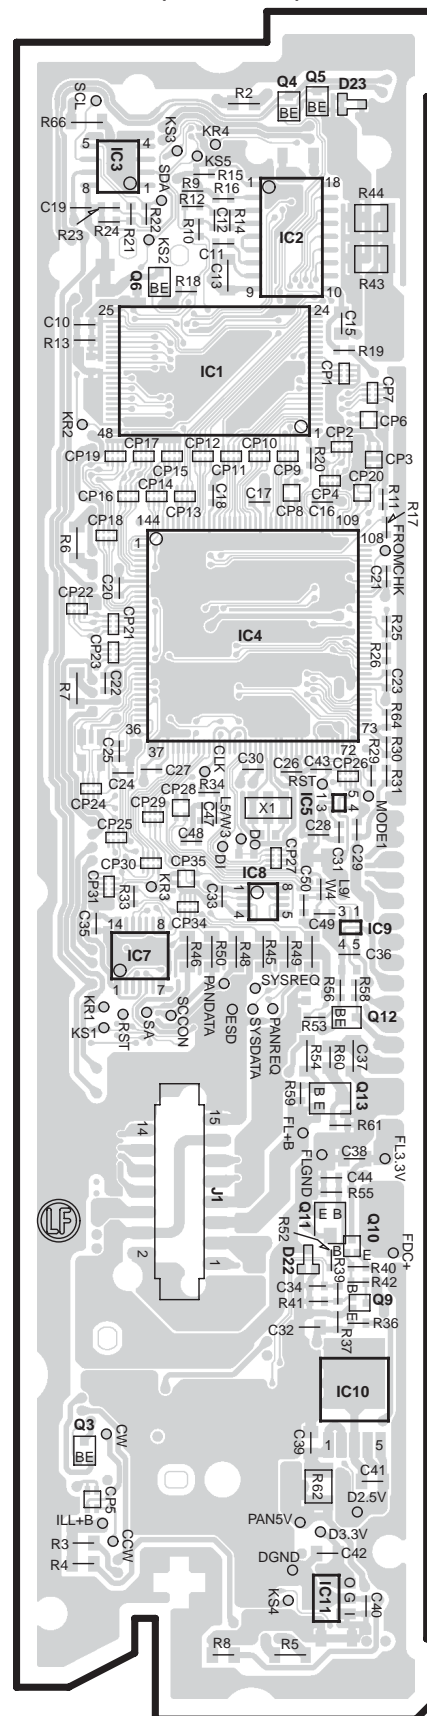 Q4 Q5 D23
SCL
R2
BE BE
R66
KS3
KR4
5 4
IC3
KS5
SDA
R15
8 1
R9 R16
1 18
R44
C19
R12
R23 R24 R21 R22 R10 C12 R14
IC2
KS2
C11
Q6
BE
R18
C13
9 10
R43
25 24
C10
C15
R13
R19
IC1
CP1
CP7
KR2
CP6
48 1
CP17 CP12 CP10
CP2
CP19 CP15 CP11 CP9
R20
CP3
CP14
CP20
CP16 CP13
C18
C17
CP8
CP4
C16
R11
R17
CP18
144 109
1 108
FROMCHK
R6
C20
C21
CP22
CP21
IC4
R25
CP23
R26
R7
C22
C23
R64
36 73
37 72
C25
CLK
R29
R30
C24
C27
C30
C26
C43
CP26
RST
R31
CP24
CP28
R34
CP29
C47
L5/W3
X1
IC5
1 3
5 4
MODE1
CP25
C48
DI
DO
C28
C31
C29
CP30
CP35
CP27
IC8
CP31
R33
KR3
C33
1 8
4 5
C50
L9/
W4
C35
CP34
C49
3 1
IC9
14 8
IC7
R46 R50 R48 R45 R49
4 5
C36
1 7
SYSREQ
R56
R58
KR1
KS1
RST
SA
SCCON
PANDATA
ESD
SYSDATA
PANREQ
R53
BE
Q12
R54
R60
C37
R59
B E
Q13
14 15
FL+B
R61
FLGND
C38
FL3.3V
J1
C44
R55
LF
Q11
E B
Q10
R52
B E
FDC+
2 1
D22
R39
R40
R42
C34
B
Q9
R41
E
R36
C32
R37
IC10
Q3
CW
C39
1 5
BE
C41
R62
CP5
D2.5V
ILL+B
PAN5V
D3.3V
R3
CCW
C42
R4
DGND
KS4
IC11
O
G
I
C40
R8 R5